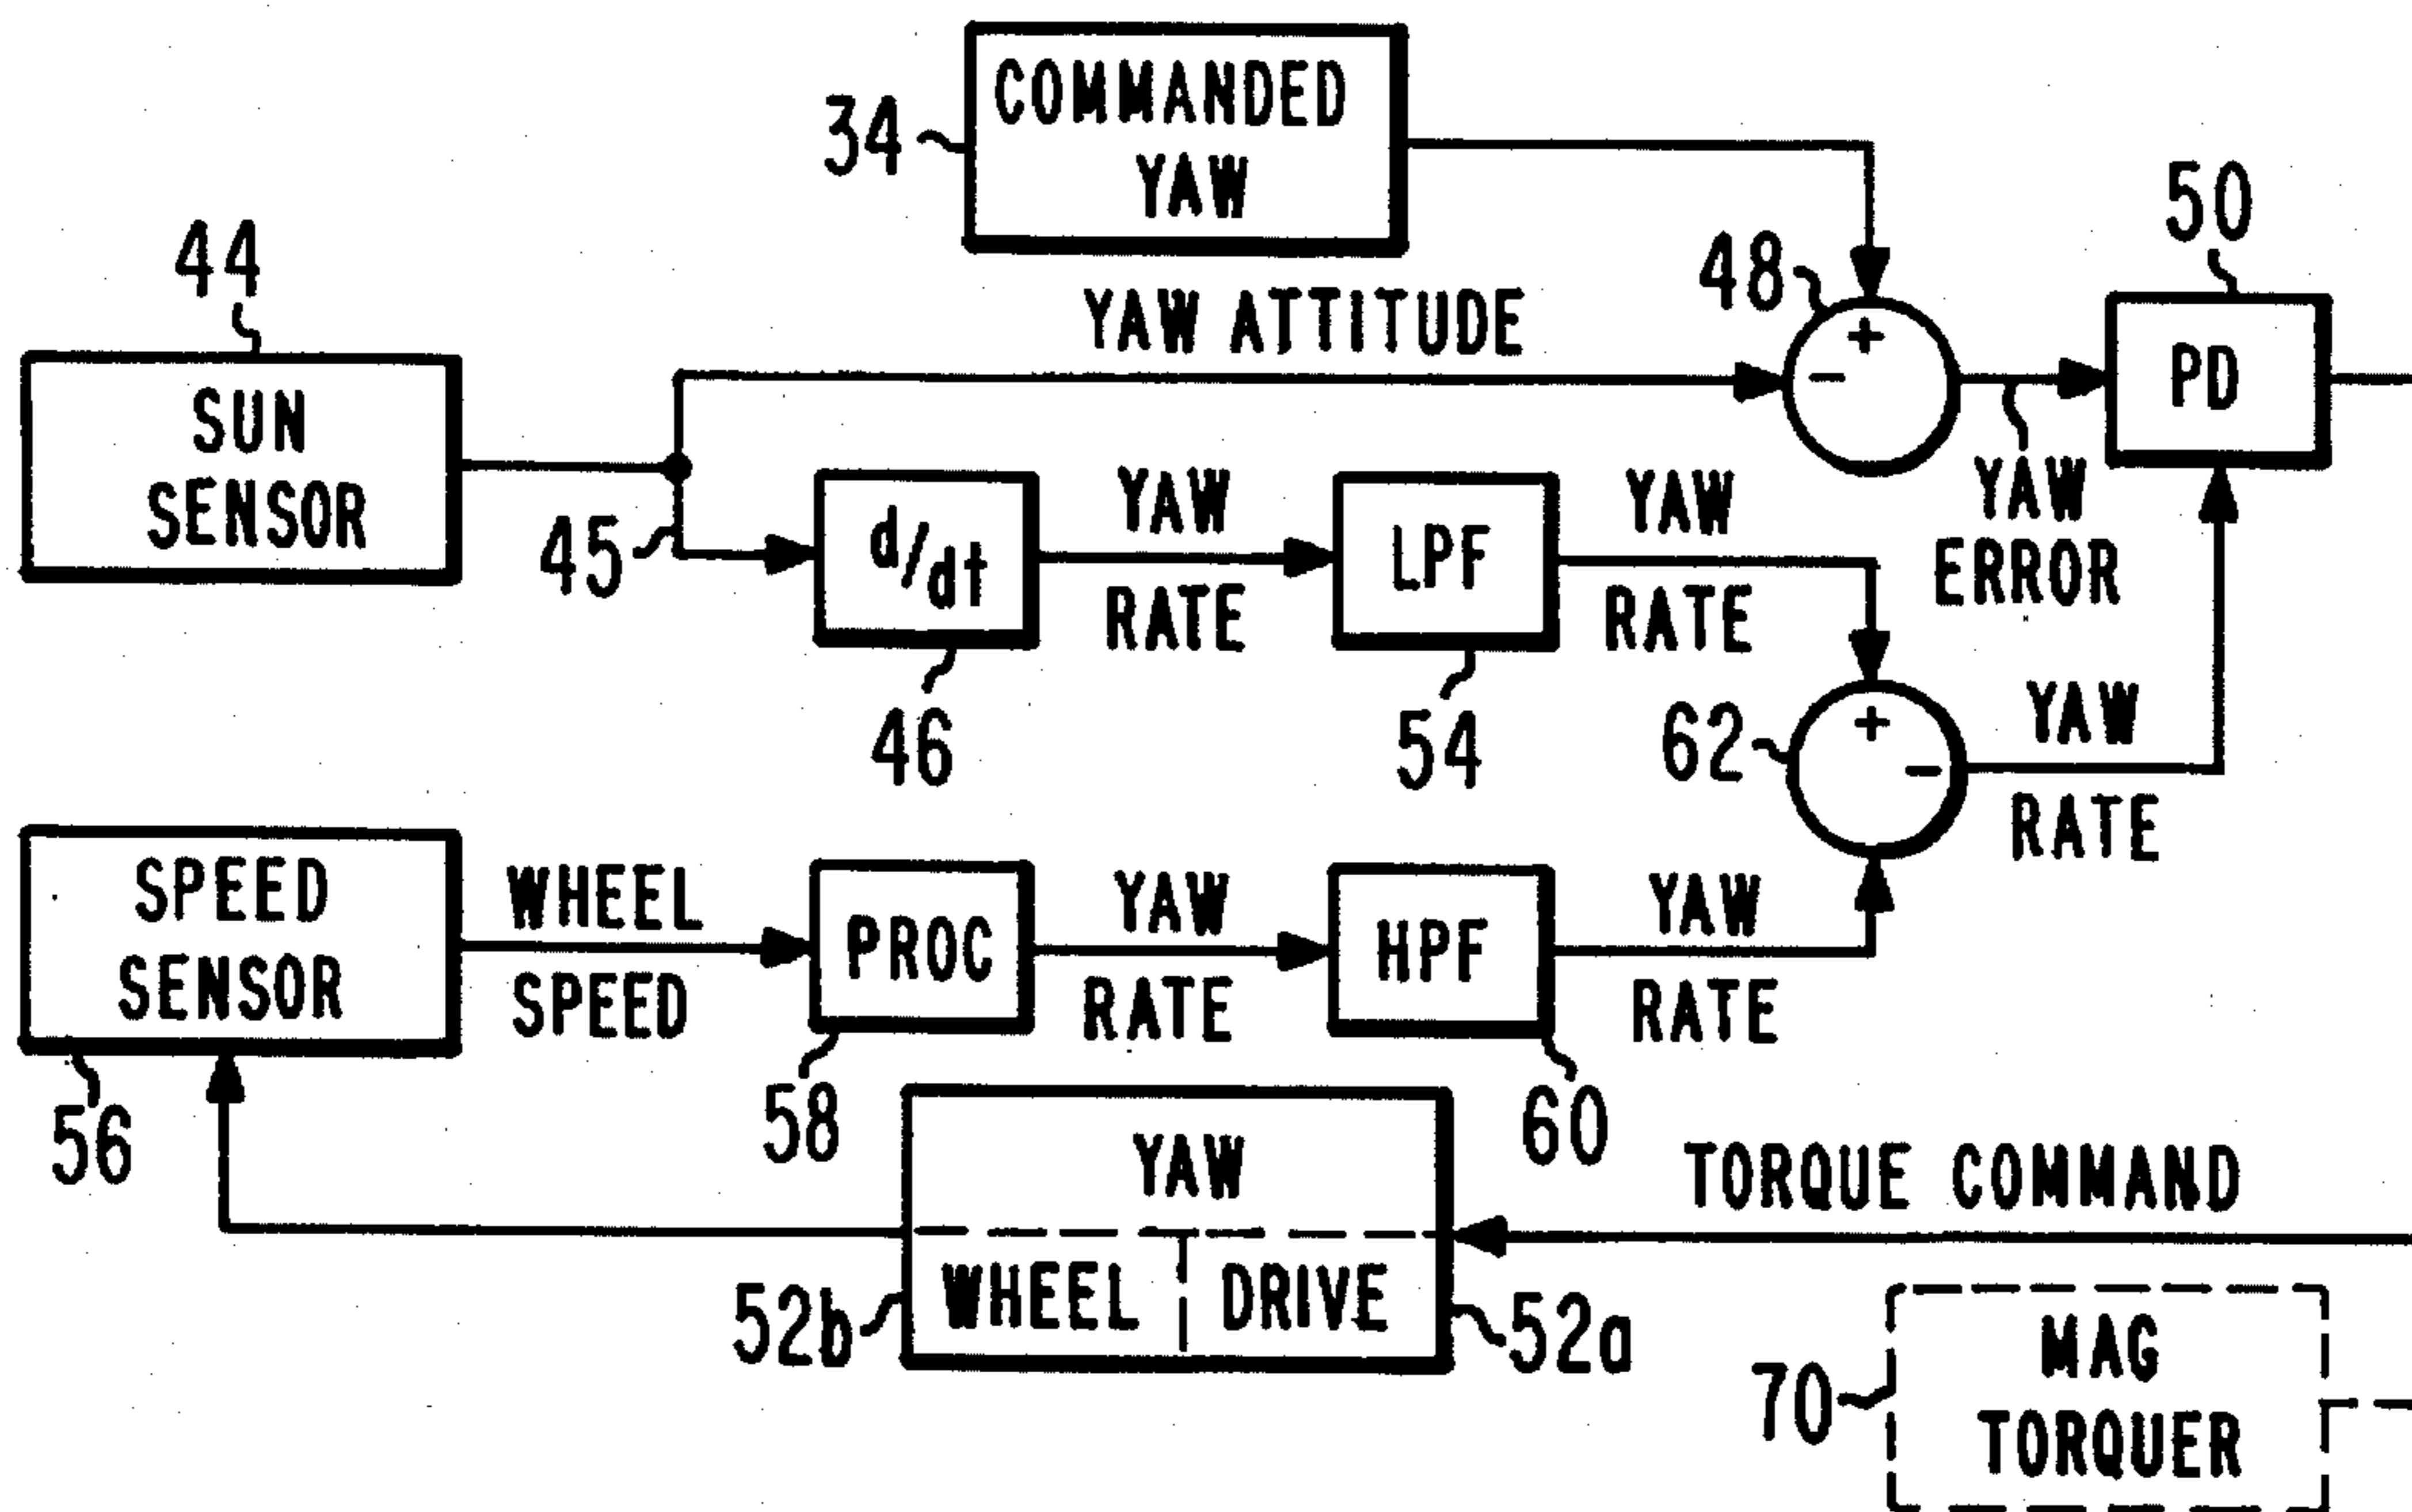 COMMANDED
YAW
34
50
44
48
YAW ATTITUDE
+
-
PD
SUN
SENSOR
45
d/dt
YAW
RATE
LPF
YAW
RATE
YAW
ERROR
46
54
62
+
-
YAW
RATE
SPEED
SENSOR
WHEEL
SPEED
PROC
YAW
RATE
HPF
YAW
RATE
56
58
60
YAW
WHEEL
DRIVE
52b
52a
TORQUE COMMAND
70
MAG
TORQUER